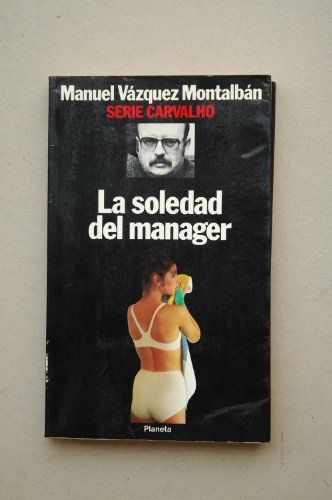 Manuel Vázquez Montalbán
SERIE CARVALHO
La soledad
del manager
Planeta